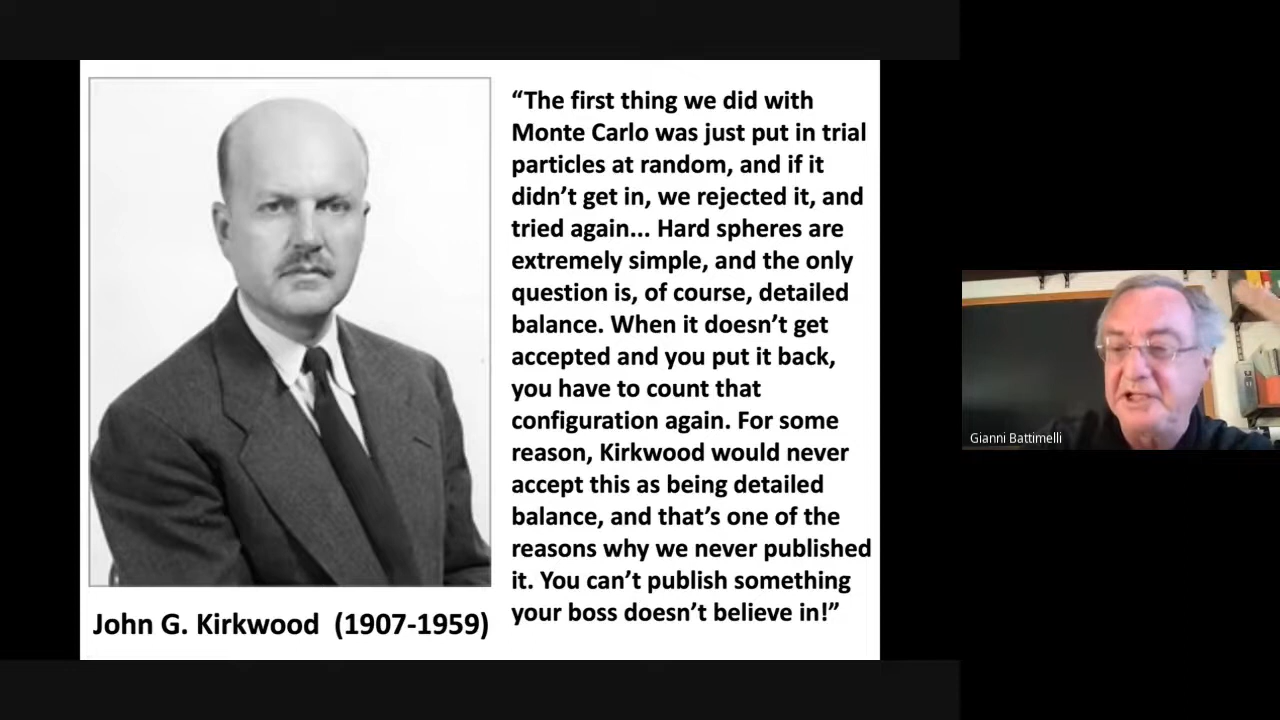 “The first thing we did with
Monte Carlo was just put in trial
particles at random, and if it
didn’t get in, we rejected it, and
tried again... Hard spheres are
extremely simple, and the only
question is, of course, detailed
balance. When it doesn’t get
accepted and you put it back,
you have to count that
configuration again. For some
reason, Kirkwood would never
accept this as being detailed
balance, and that’s one of the
reasons why we never published
it. You can’t publish something
your boss doesn’t believe in!”
John G. Kirkwood (1907-1959)
Gianni Battimelli